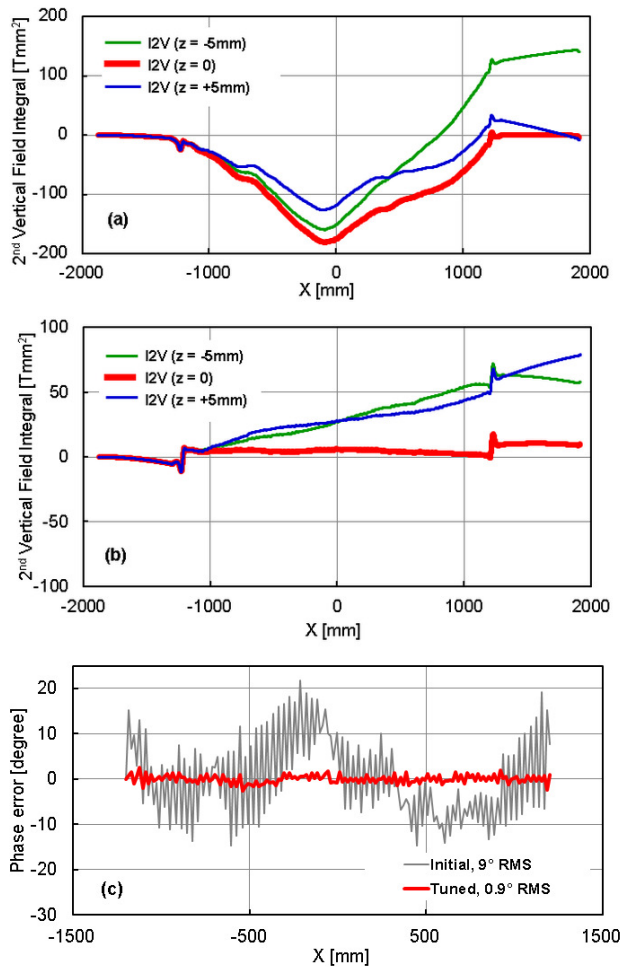 200
I2V (z = -5mm)
I2V (z = 0)
I2V (z = +5mm)
100
0
-100
-200
2nd Vertical Field Integral [Tmm2]
(a)
-2000 -1000 0 1000 2000
X [mm]
100
I2V (z = -5mm)
I2V (z = 0)
I2V (z = +5mm)
50
0
-50
-100
2nd Vertical Field Integral [Tmm2]
(b)
-2000 -1000 0 1000 2000
X [mm]
20
10
0
-10
-20
-30
Phase error [degree]
Initial, 9° RMS
(c)
Tuned, 0.9° RMS
-1500 -500 500 1500
X [mm]